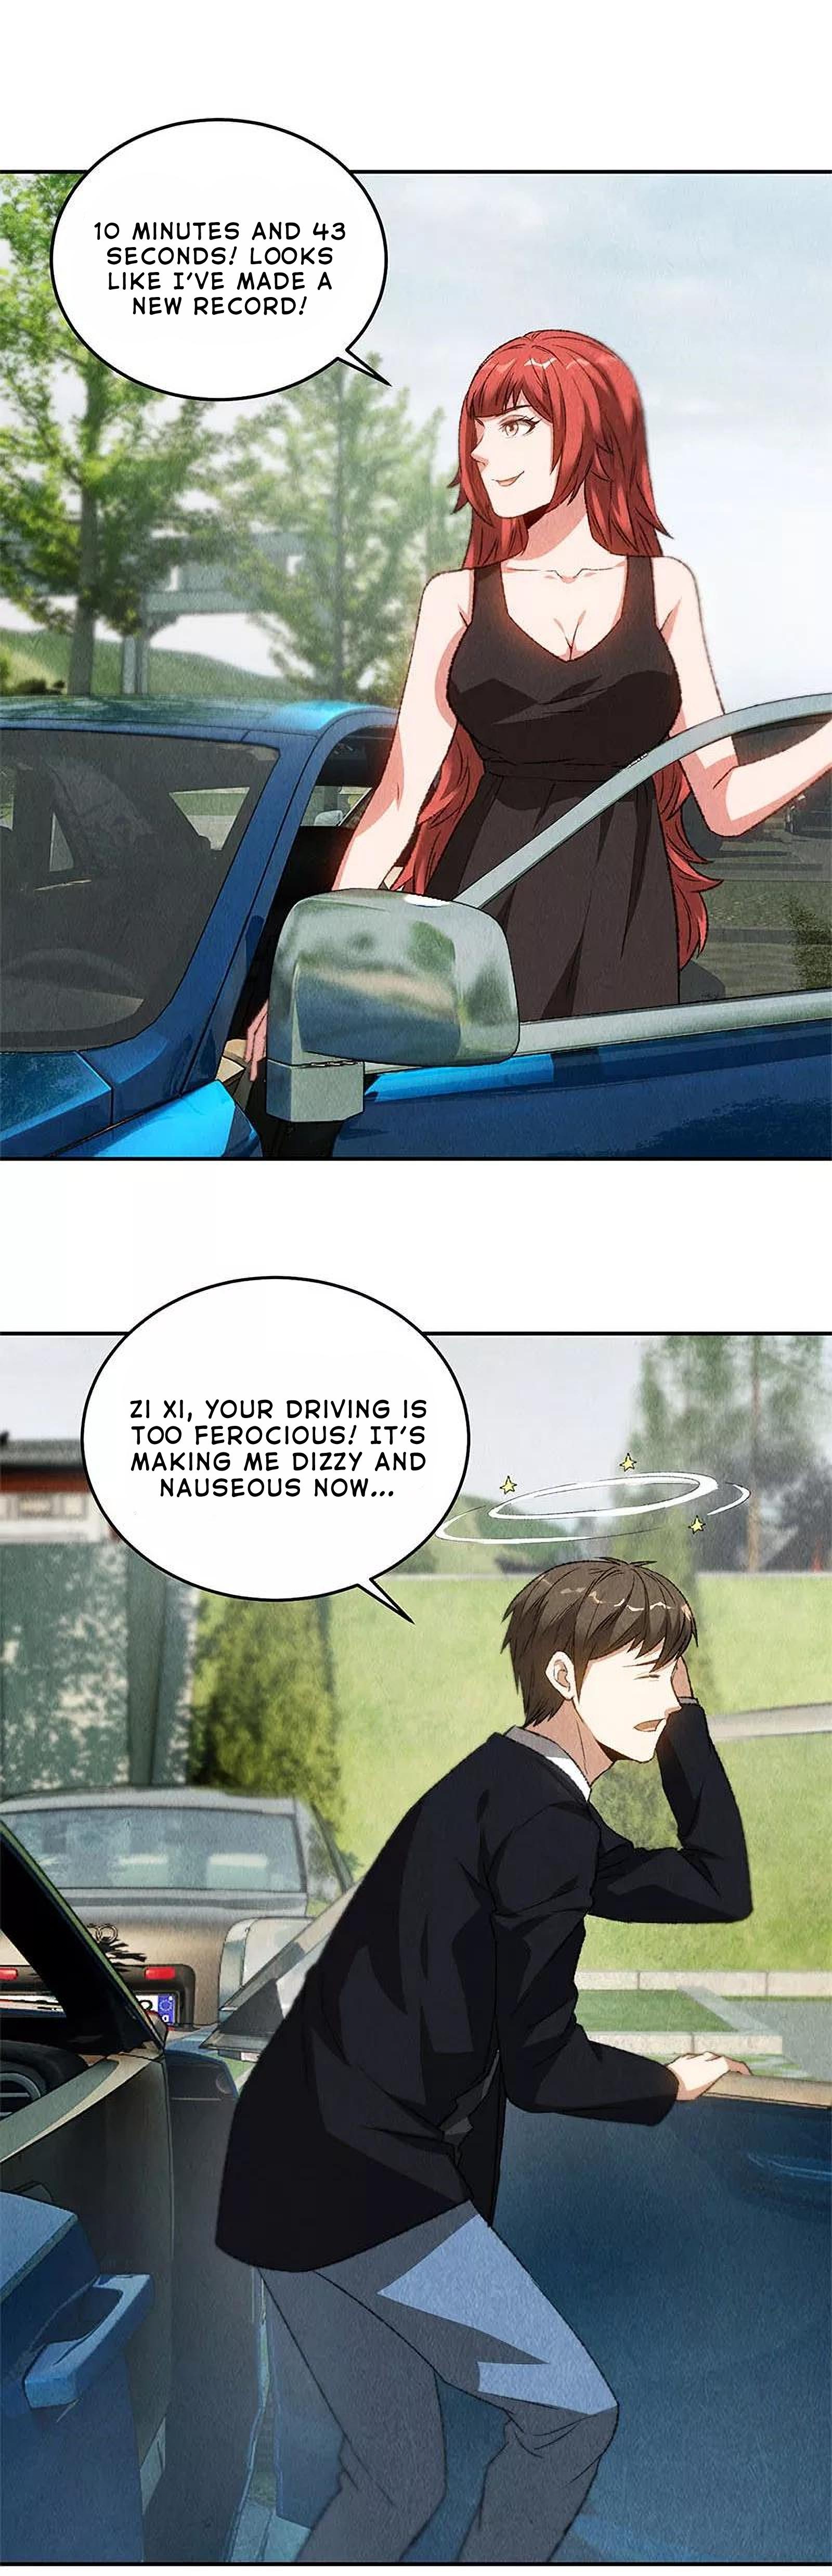 10 MINUTES AND 43
SECONDS! LOOKS
LIKE I'VE MADE A
NEW RECORD!
ZI XI, YOUR DRIVING IS
TOO FEROCIOUS! IT'S
MAKING ME DIZZY AND
NAUSEOUS NOW...